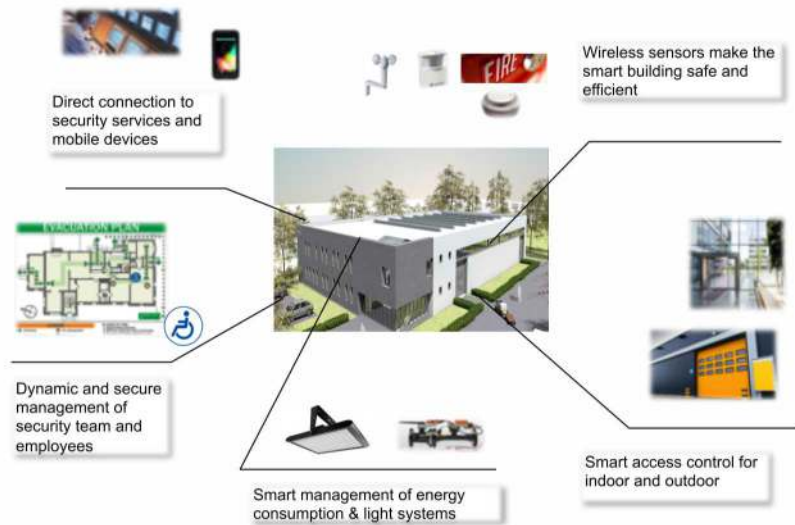 Direct connection to
security services and
mobile devices
FIRE
Wireless sensors make the
smart building safe and
efficient
EVACUATION PLAN
Dynamic and secure
management of
security team and
employees
Smart management of energy
consumption & light systems
Smart access control for
indoor and outdoor